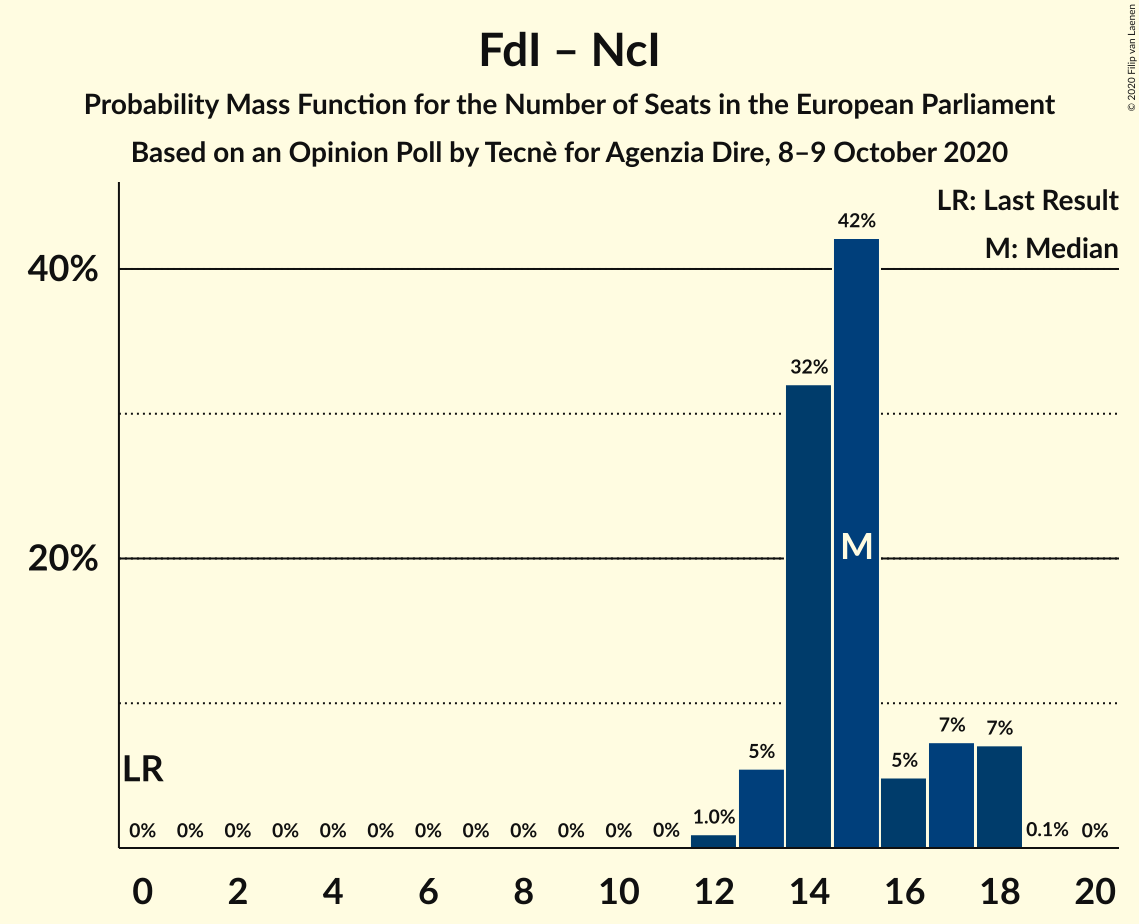 FdI – NcI
Probability Mass Function for the Number of Seats in the European Parliament
Based on an Opinion Poll by Tecnè for Agenzia Dire, 8–9 October 2020
© 2020 Filip van Laenen
LR: Last Result
M: Median
42%
40%
32%
M
20%
7% 7%
5% 5%
LR
1.0%
0% 0% 0% 0% 0% 0% 0% 0% 0% 0% 0% 0% 0.1% 0%
0 2 4 6 8 10 12 14 16 18 20